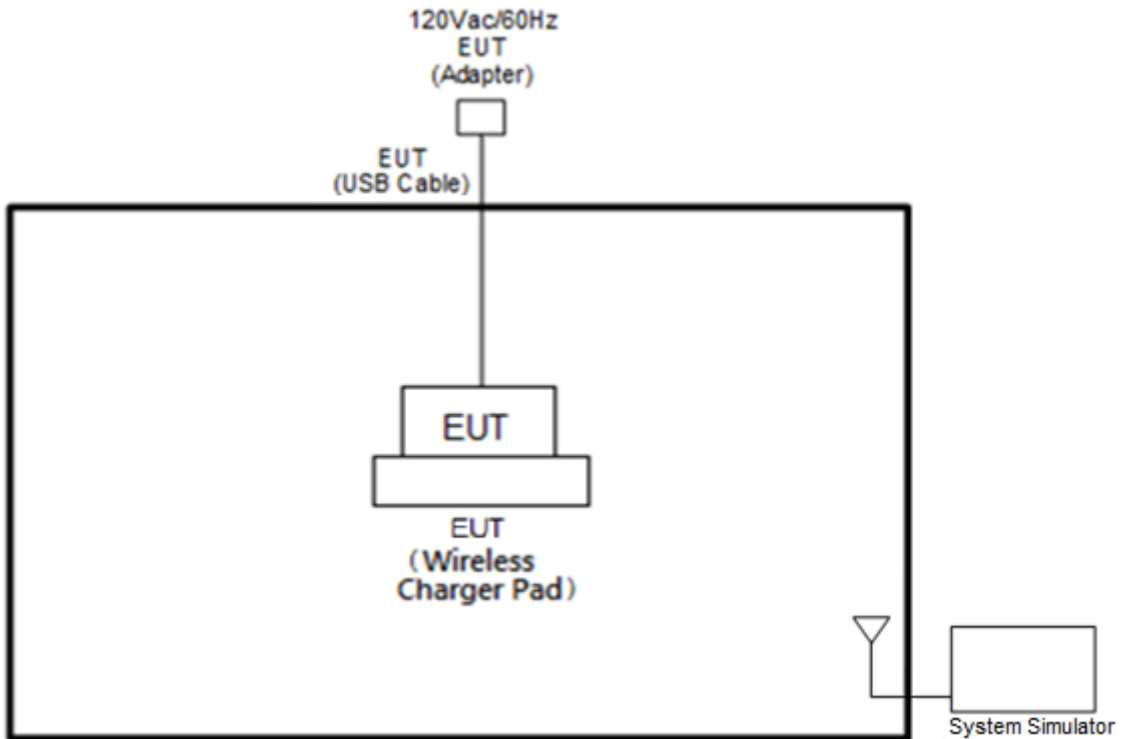 120Vac/60Hz
EUT
(Adapter)
EUT
(USB Cable)
EUT
EUT
(Wireless
Charger Pad)
System Simulator